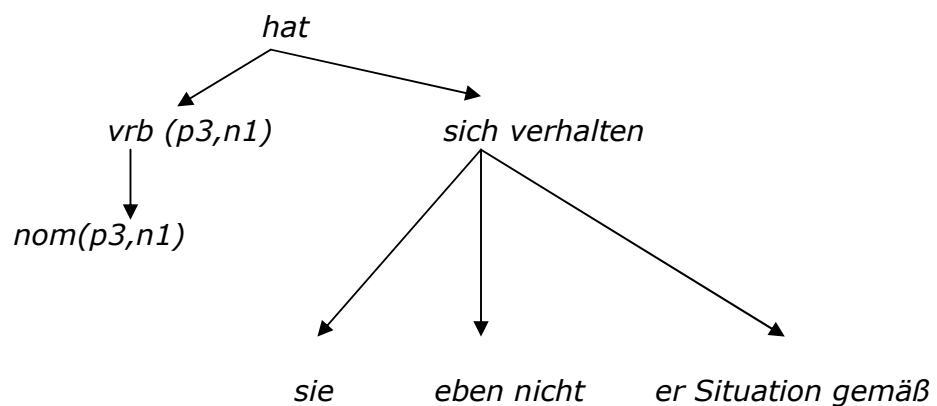 hat
vrb (p3,n1) sich verhalten
nom(p3,n1)
sie eben nicht er Situation gemäß